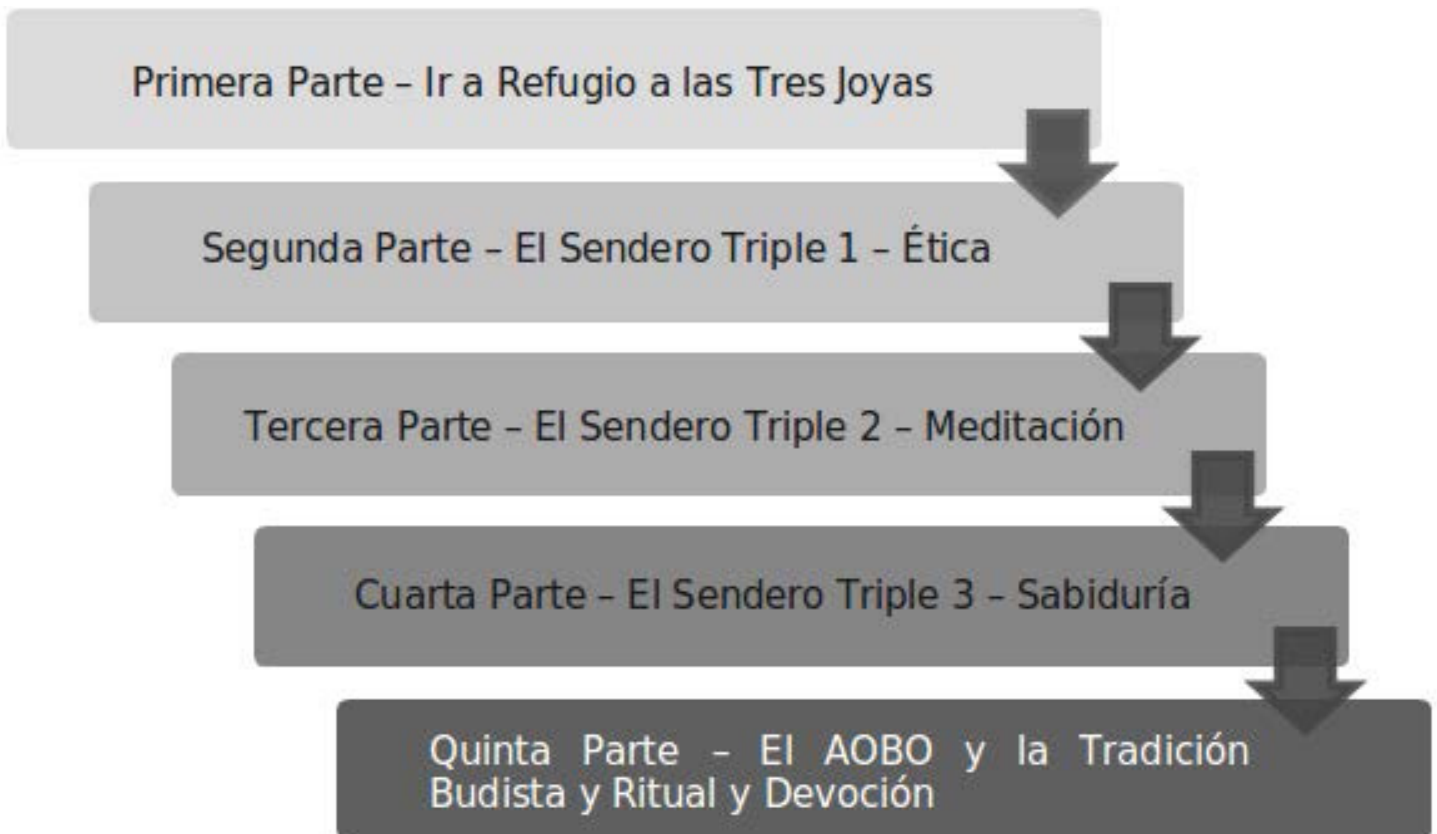 Primera Parte – Ir a Refugio a las Tres Joyas
Segunda Parte – El Sendero Triple 1 – Ética
Tercera Parte – El Sendero Triple 2 – Meditación
Cuarta Parte – El Sendero Triple 3 – Sabiduría
Quinta Parte – El AOBO y la Tradición
Budista y Ritual y Devoción